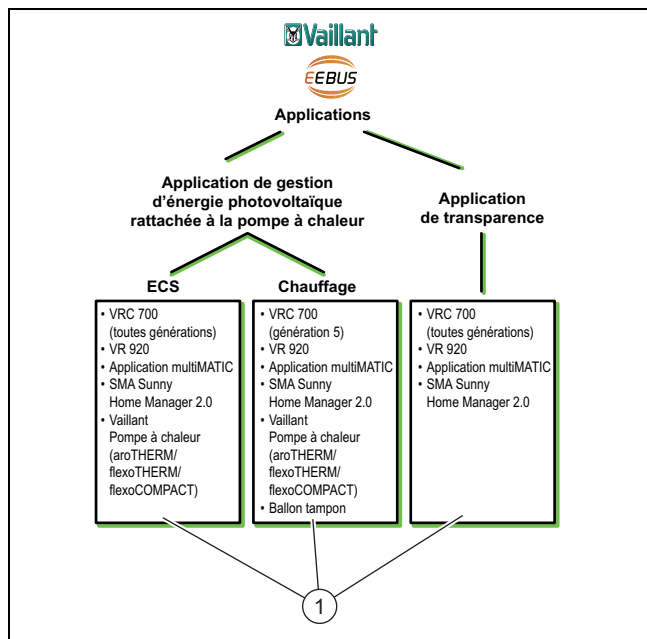 Vaillant
EEBUS
Applications
Application de gestion
d'énergie photovoltaïque
rattachée à la pompe à chaleur
Application
de transparence
ECS
• VRC 700
(toutes générations)
• VR 920
• Application multiMATIC
• SMA Sunny
Home Manager 2.0
• Vaillant
Pompe à chaleur
(aroTHERM/
flexoTHERM/
flexoCOMPACT)
Chauffage
• VRC 700
(génération 5)
• VR 920
• Application multiMATIC
• SMA Sunny
Home Manager 2.0
• Vaillant
Pompe à chaleur
(aroTHERM/
flexoTHERM/
flexoCOMPACT)
• Ballon tampon
• VRC 700
(toutes générations)
• VR 920
• Application multiMATIC
• SMA Sunny
Home Manager 2.0
1